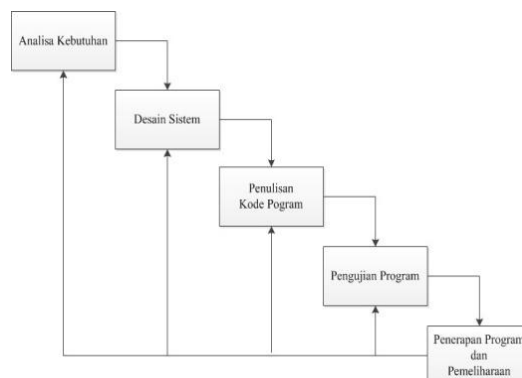 Analisa Kebutuhan
Desain Sistem
Penulisan
Kode Pogram
Pengujian Program
Penerapan Program
dan
Pemeliharaan